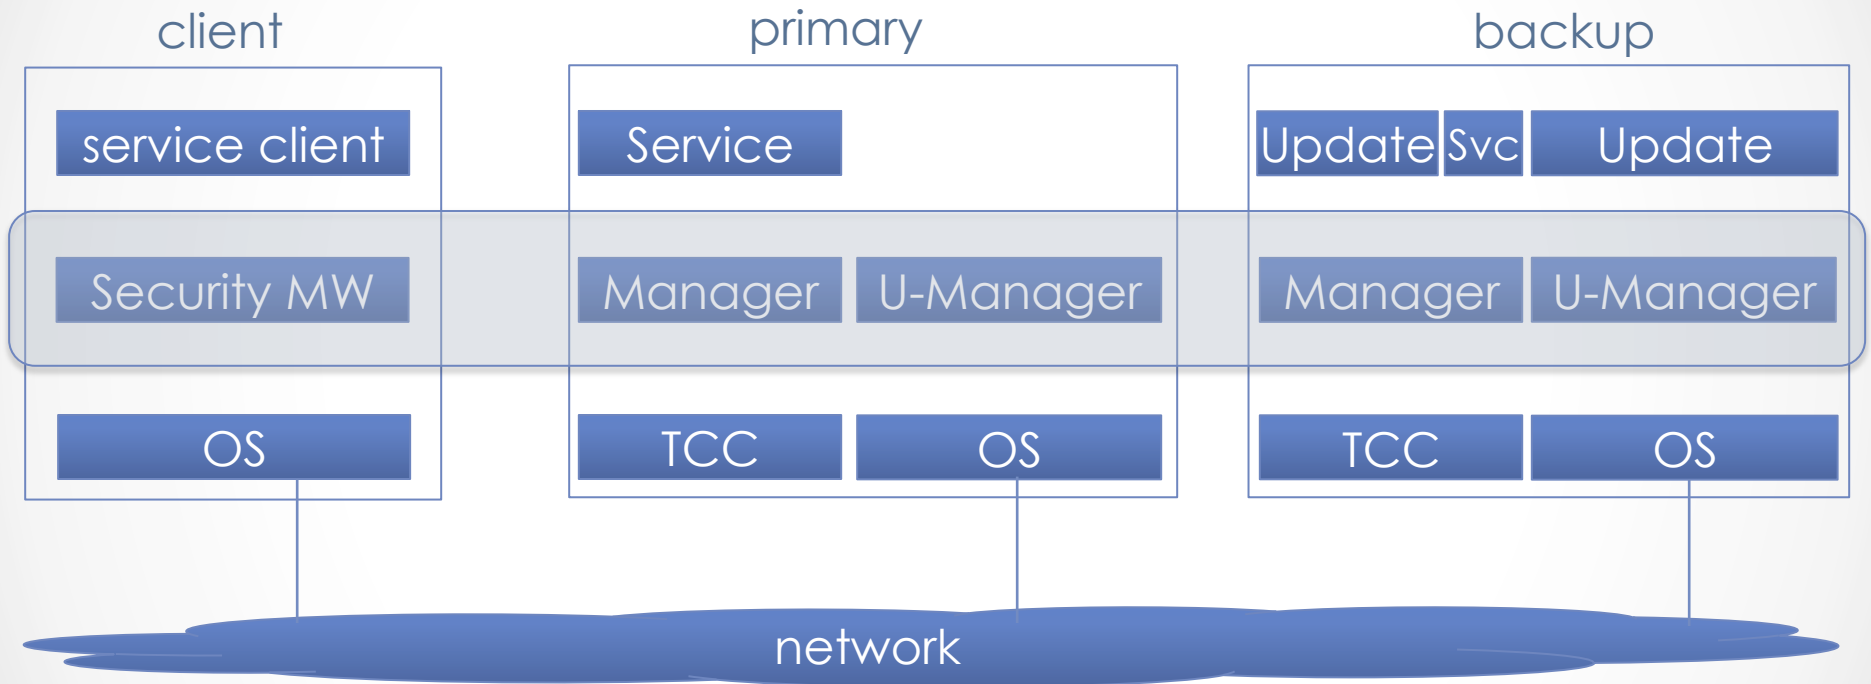 client
primary
backup
service client
Service
Update
Svc
Update
Security MW
Manager
U-Manager
Manager
U-Manager
OS
TCC
OS
TCC
OS
network